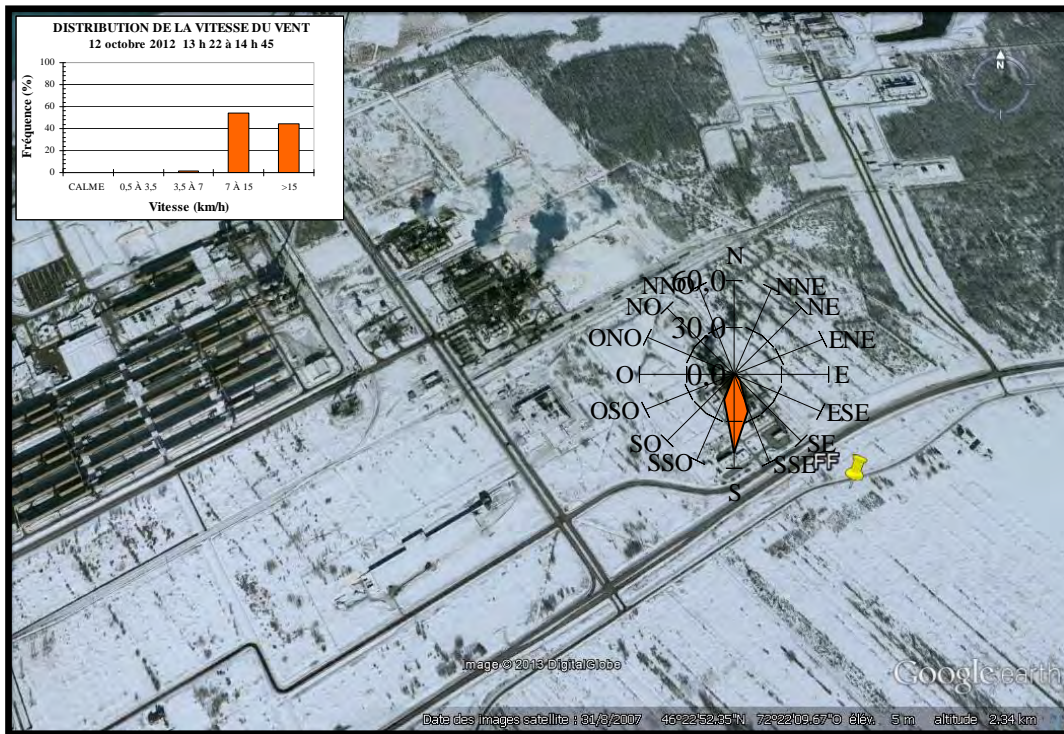 DISTRIBUTION DE LA VITESSE DU VENT
12 octobre 2012 13 h 22 à 14 h 45
Fréquence (%)
100
80
60
40
20
0
CALME 0,5 À 3,5 3,5 À 7 7 À 15 >15
Vitesse (km/h)
N
N
NNO 60,0 NNE
NO NE
30,0
ONO ENE
O 0,0 E
OSO ESE
SO SE
SSO SSE
S
FF
Image © 2013 DigitalGlobe
Google earth
Date des images satellite : 31/8/2007 46°22'52.35"N 72°22'09.67"O élév. 5 m altitude 2.34 km